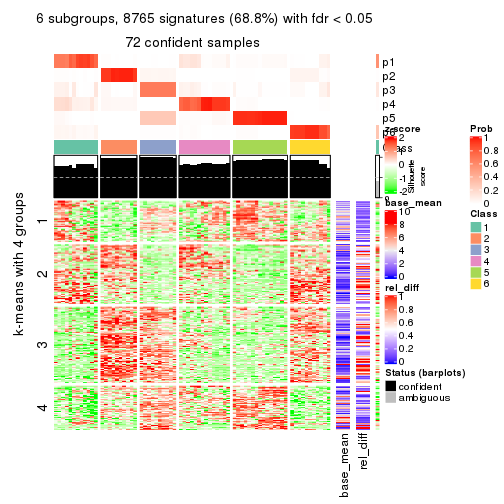 6 subgroups, 8765 signatures (68.8%) with fdr < 0.05
72 confident samples
p1
p2
p3
p4
p5
p6
Class
Silhouette score
k-means with 4 groups
1
2
3
4
base_mean
rel_diff
z-score
2
1
0
-1
-2
base_mean
10
8
6
4
2
0
rel_diff
1
0.8
0.6
0.4
0.2
0
Status (barplots)
confident
ambiguous
Prob
1
0.8
0.6
0.4
0.2
0
Class
1
2
3
4
5
6